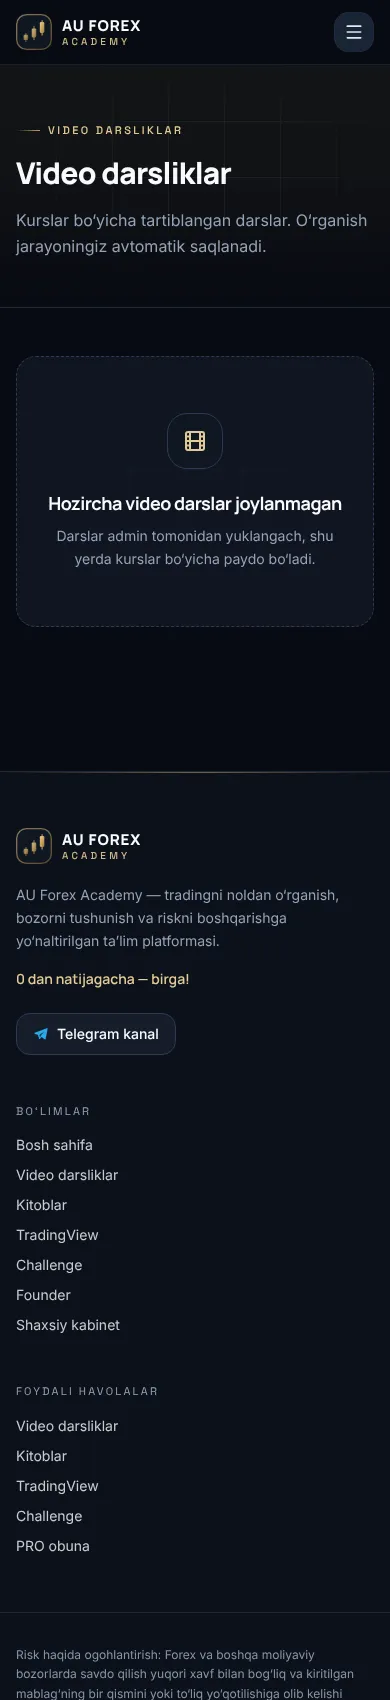 AU FOREX
ACADEMY
VIDEO DARSLIKLAR
Video darsliklar
Kurslar bo‘yicha tartiblangan darslar. O‘rganish
jarayoningiz avtomatik saqlanadi.
Hozircha video darslar joylanmagan
Darslar admin tomonidan yuklangach, shu
yerda kurslar bo‘yicha paydo bo‘ladi.
AU FOREX
ACADEMY
AU Forex Academy — tradingni noldan o‘rganish,
bozorni tushunish va riskni boshqarishga
yo‘naltirilgan ta’lim platformasi.
0 dan natijagacha — birga!
Telegram kanal
BO‘LIMLAR
Bosh sahifa
Video darsliklar
Kitoblar
TradingView
Challenge
Founder
Shaxsiy kabinet
FOYDALI HAVOLALAR
Video darsliklar
Kitoblar
TradingView
Challenge
PRO obuna
Risk haqida ogohlantirish: Forex va boshqa moliyaviy
bozorlarda savdo qilish yuqori xavf bilan bog‘liq va kiritilgan
mablag‘ning bir qismini yoki to‘liq yo‘qotilishiga olib kelishi